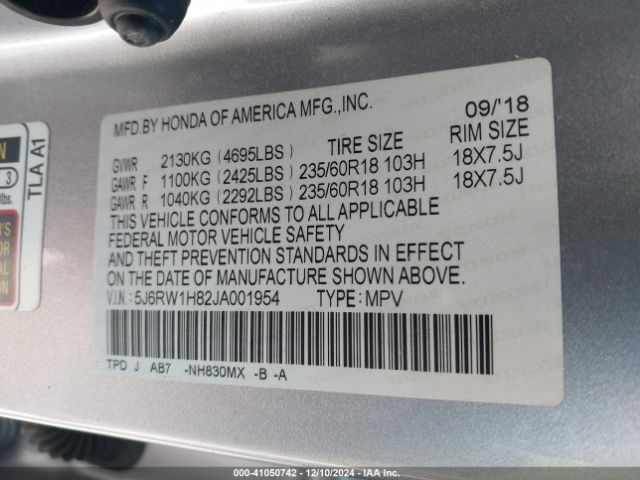 MFD.BY HONDA OF AMERICA MFG.,INC. 09/'18
TIRE SIZE RIM SIZE
GVWR 2130KG (4695LBS)
GAWR F 1100KG (2425LBS) 235/60R18 103H 18X7.5J
GAWR R 1040KG (2292LBS) 235/60R18 103H 18X7.5J
THIS VEHICLE CONFORMS TO ALL APPLICABLE
FEDERAL MOTOR VEHICLE SAFETY
AND THEFT PREVENTION STANDARDS IN EFFECT
ON THE DATE OF MANUFACTURE SHOWN ABOVE.
V.I.N.: 5J6RW1H82JA001954 TYPE: MPV
TPD J AB7 -NH830MX -B -A
TLA A1
3
lbs.
000-41050742 - 12/10/2024 - IAA Inc.